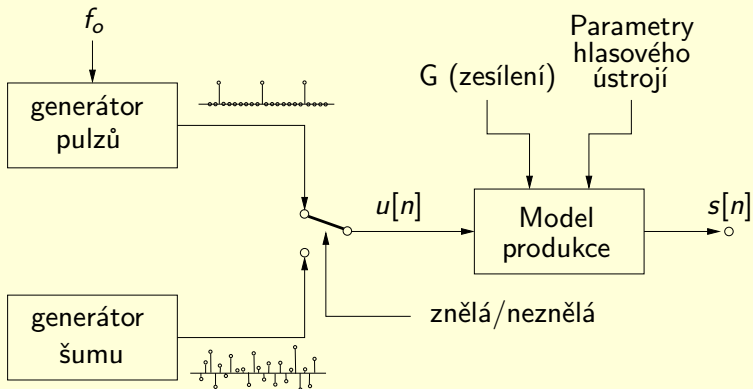 f_o
generátor
pulzů
G (zesílení)
Parametry
hlasového
ústrojí
u[n]
Model
produkce
s[n]
znělá/neznělá
generátor
šumu